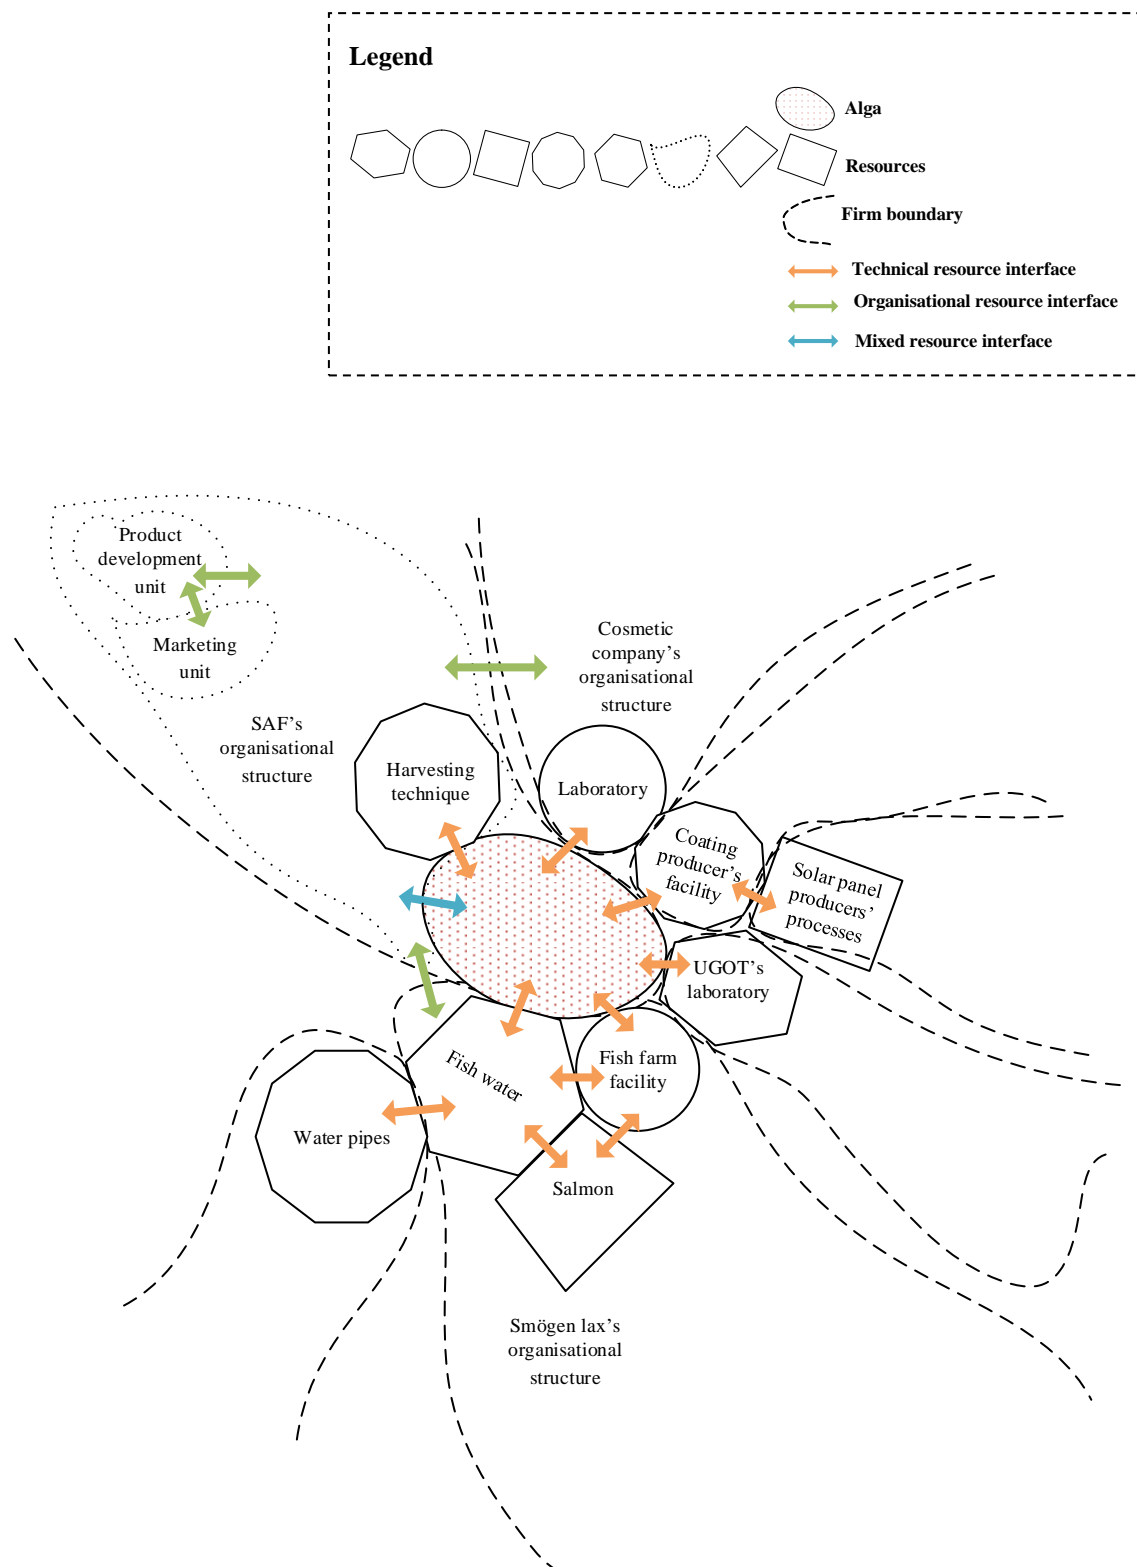 Legend
Alga
Resources
Firm boundary
Technical resource interface
Organisational resource interface
Mixed resource interface
Product
development
unit
Marketing
unit
SAF’s
organisational
structure
Cosmetic
company’s
organisational
structure
Harvesting
technique
Laboratory
Coating
producer’s
facility
Solar panel
producers’
processes
UGOT’s
laboratory
Fish water
Fish farm
facility
Water pipes
Salmon
Smögen lax’s
organisational
structure